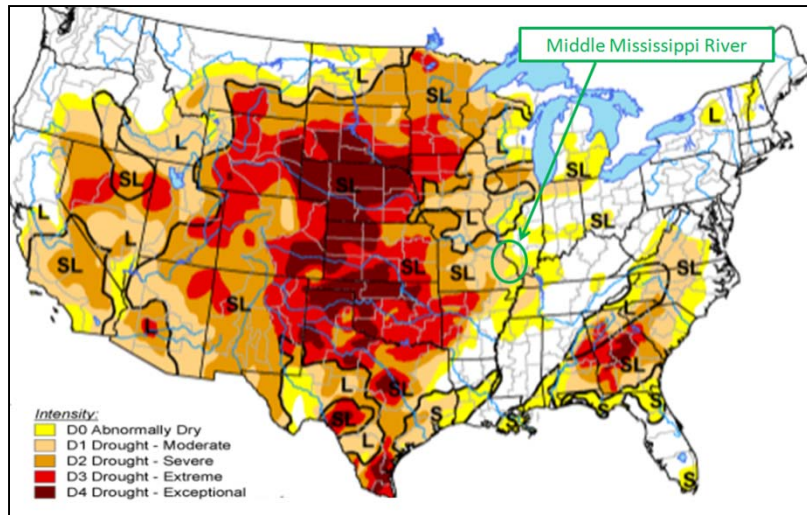 Middle Mississippi River
L
SL
L
L
L
SL
SL
SL
L
L
SL
SL
L
SL
SL
SL
SL
L
L
SL
L
SL
S
S
S
S
SL
L
S
Intensity:
D0 Abnormally Dry
D1 Drought - Moderate
D2 Drought - Severe
D3 Drought - Extreme
D4 Drought - Exceptional